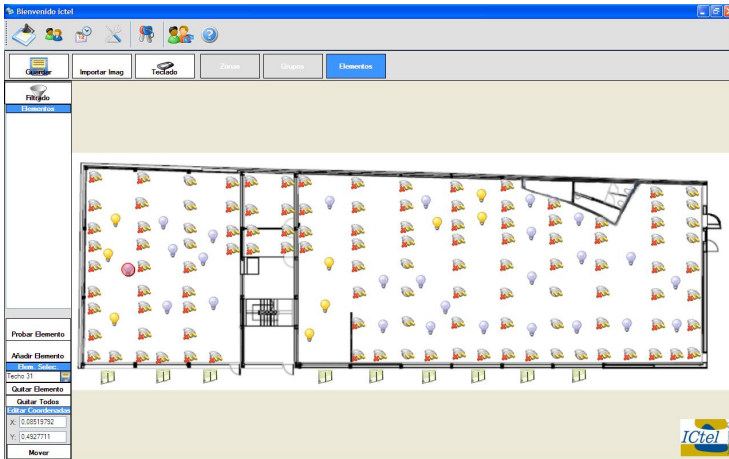 Bienvenido ictel
Guardar
Importar Imag
Teclado
Zonas
Grupos
Elementos
Filtrado
Elementos
Probar Elemento
Añadir Elemento
Elem. Selec.
Techo 31
Quitar Elemento
Quitar Todos
Editar Coordenadas
X: 0,08519792
Y: 0,4927711
Mover
ICtel